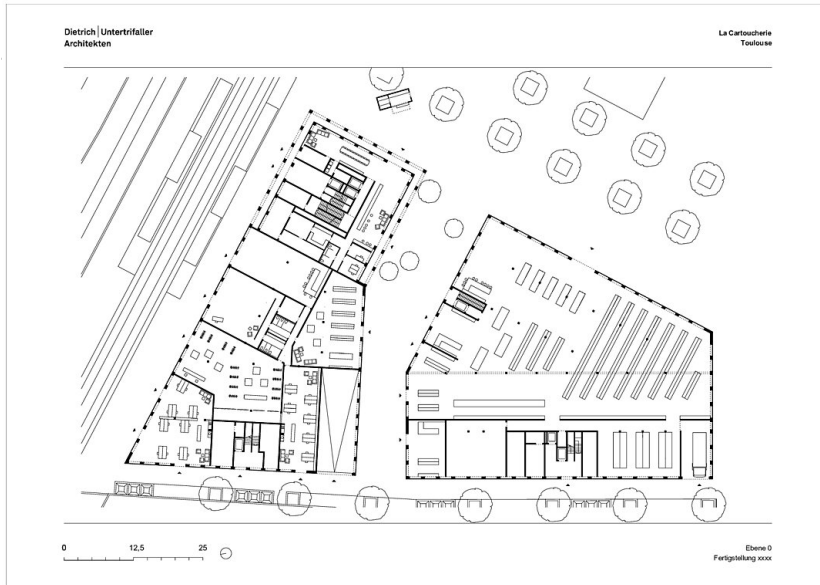 Dietrich | Untertrifaller
Architekten
La Cartoucherie
Toulouse
0 12,5 25
Ebene 0
Fertigstellung xxxx